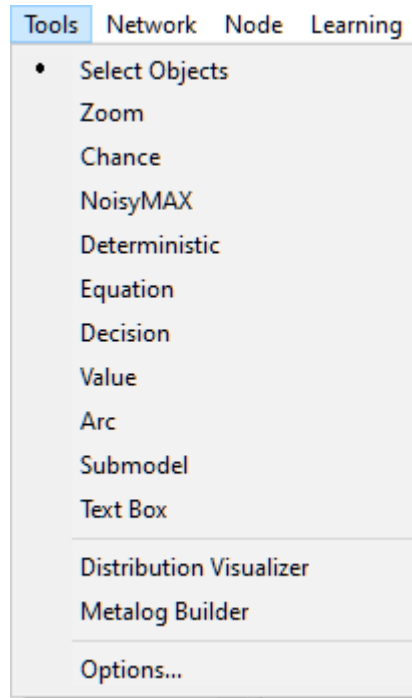 Tools Network Node Learning
• Select Objects
Zoom
Chance
NoisyMAX
Deterministic
Equation
Decision
Value
Arc
Submodel
Text Box
Distribution Visualizer
Metalog Builder
Options...